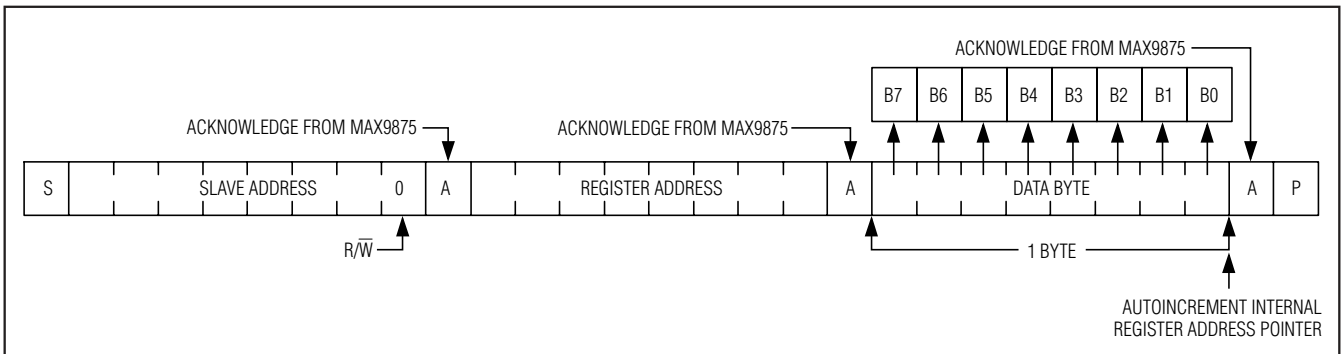 ACKNOWLEDGE FROM MAX9875
B7 B6 B5 B4 B3 B2 B1 B0
ACKNOWLEDGE FROM MAX9875 ACKNOWLEDGE FROM MAX9875
S SLAVE ADDRESS 0 A REGISTER ADDRESS A DATA BYTE A P
R/W̅ 1 BYTE
AUTOINCREMENT INTERNAL
REGISTER ADDRESS POINTER